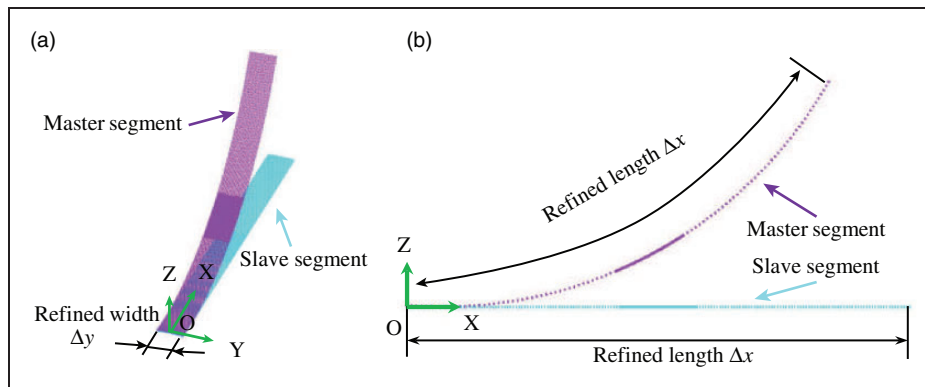 (a)
Master segment
Slave segment
Z
X
O
Y
Refined width
Δy
(b)
Refined length Δx
Master segment
Slave segment
Z
O
X
Refined length Δx